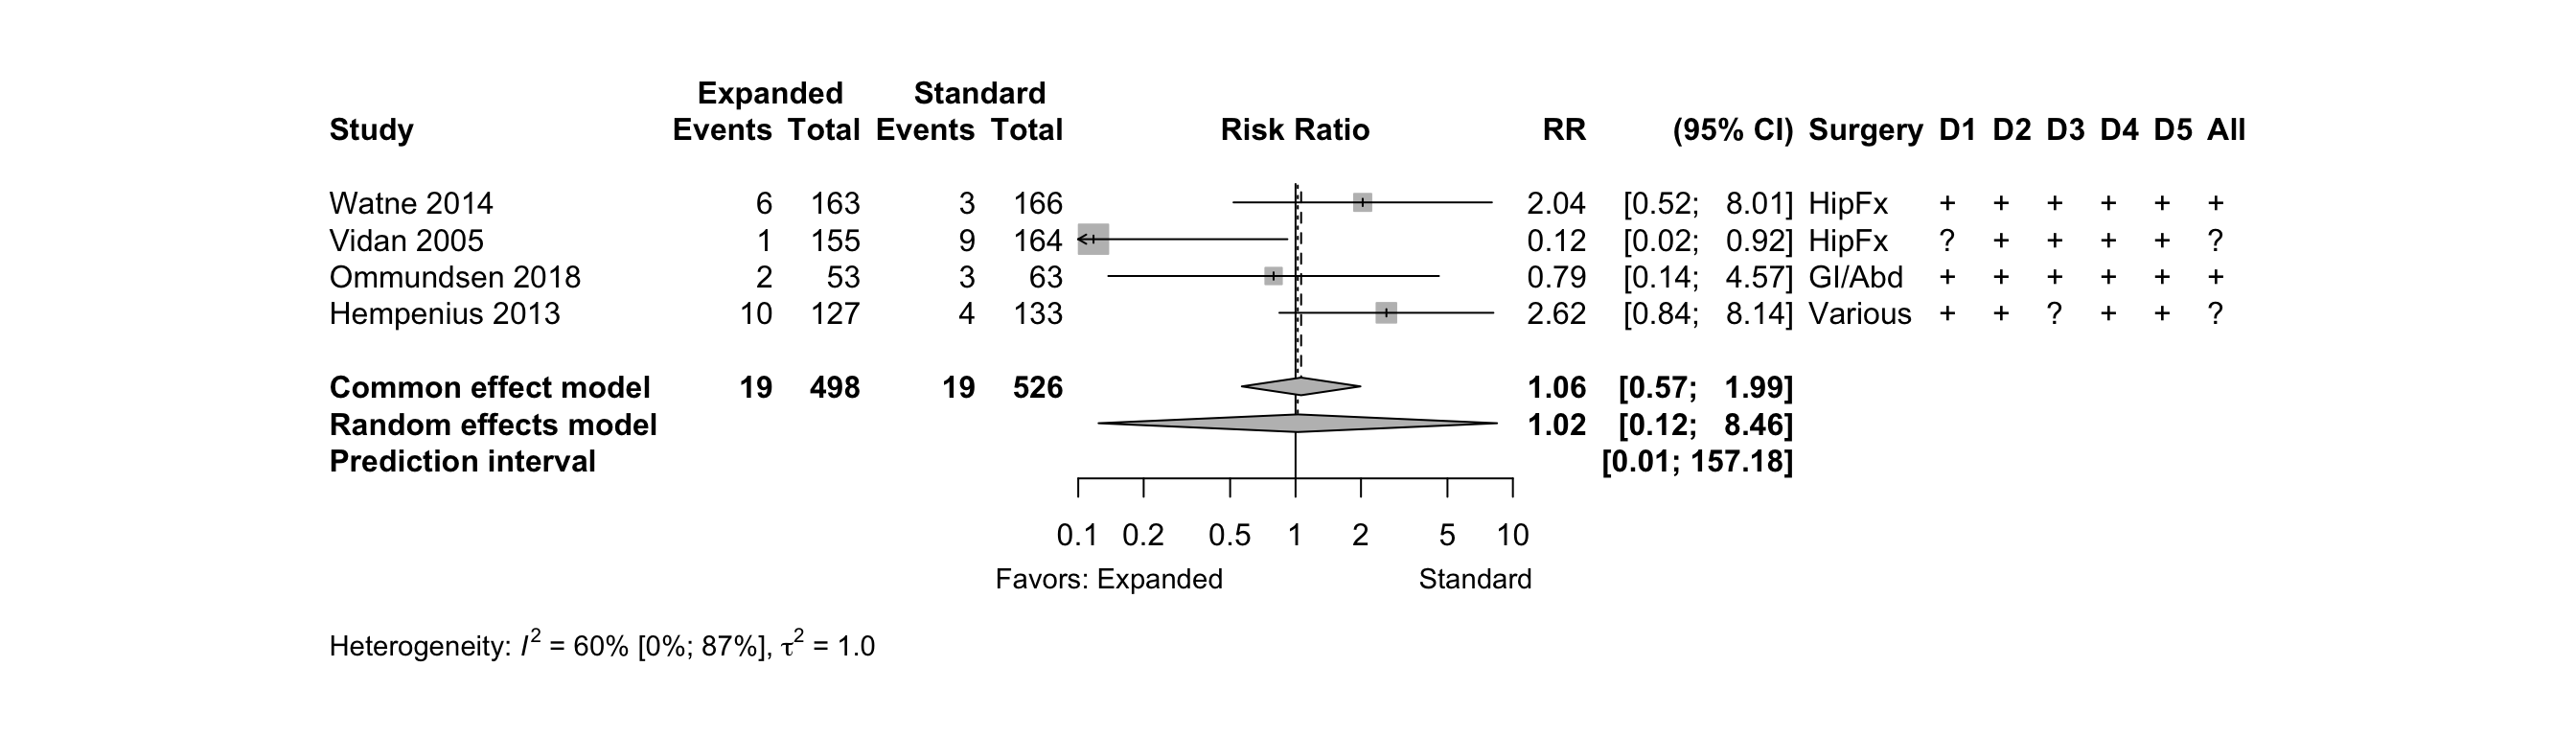 Expanded Standard
Study Events Total Events Total Risk Ratio RR (95% CI) Surgery D1 D2 D3 D4 D5 All
Watne 2014 6 163 3 166 2.04 [0.52; 8.01] HipFx + + + + + +
Vidan 2005 1 155 9 164 0.12 [0.02; 0.92] HipFx ? + + + + ?
Ommundsen 2018 2 53 3 63 0.79 [0.14; 4.57] GI/Abd + + + + + +
Hempenius 2013 10 127 4 133 2.62 [0.84; 8.14] Various + + ? + + ?
Common effect model 19 498 19 526 1.06 [0.57; 1.99]
Random effects model 1.02 [0.12; 8.46]
Prediction interval [0.01; 157.18]
0.1 0.2 0.5 1 2 5 10
Favors: Expanded Standard
Heterogeneity: I² = 60% [0%; 87%], τ² = 1.0